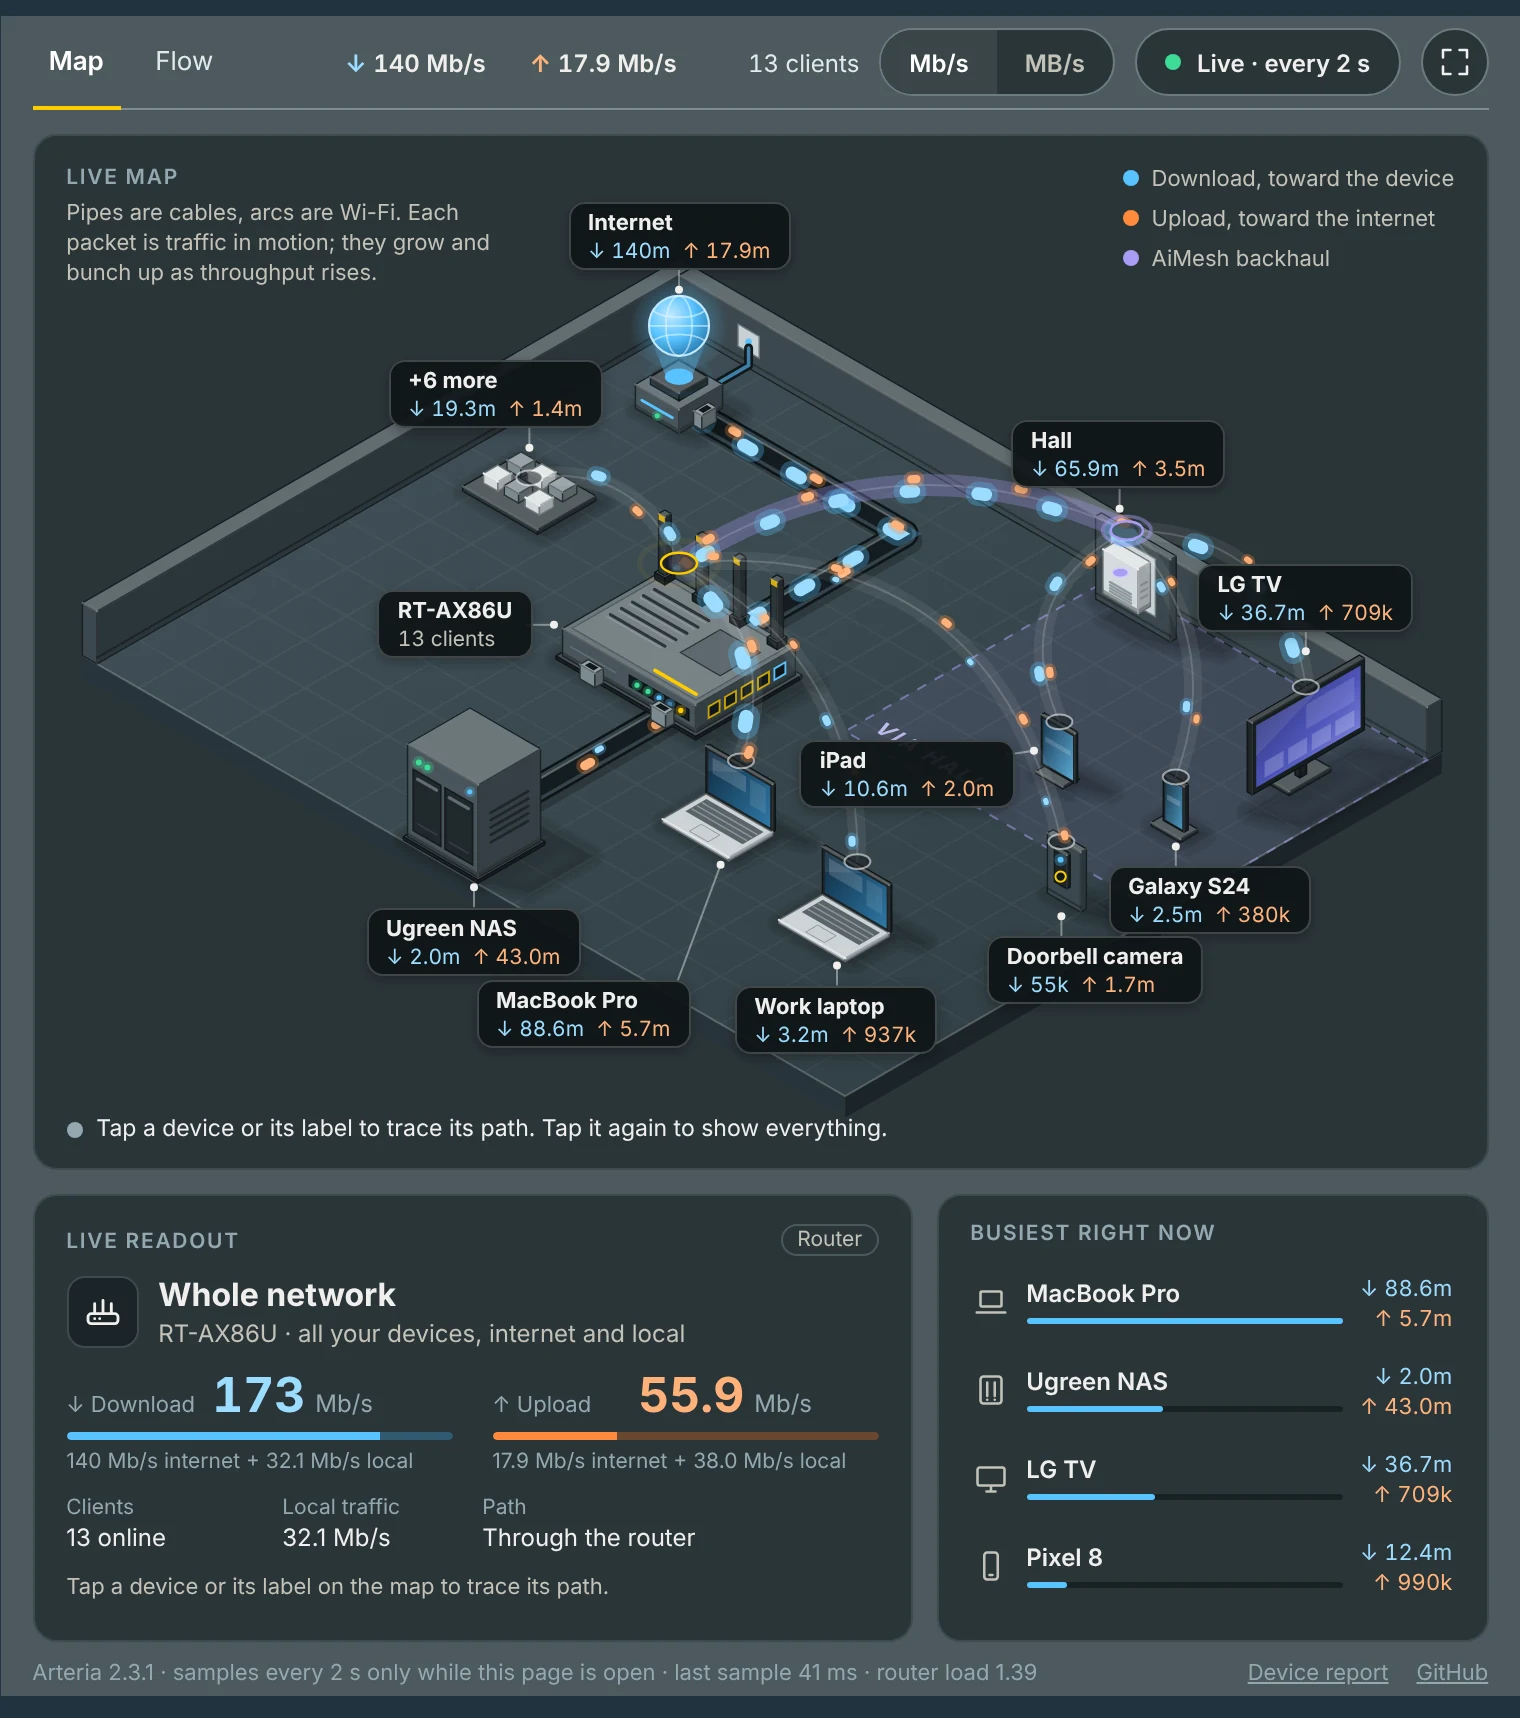 Map
Flow
↓ 140 Mb/s
↑ 17.9 Mb/s
13 clients
Mb/s
MB/s
Live · every 2 s
LIVE MAP
Pipes are cables, arcs are Wi-Fi. Each
packet is traffic in motion; they grow and
bunch up as throughput rises.
Download, toward the device
Upload, toward the internet
AiMesh backhaul
Internet
↓ 140m ↑ 17.9m
+6 more
↓ 19.3m ↑ 1.4m
Hall
↓ 65.9m ↑ 3.5m
LG TV
↓ 36.7m ↑ 709k
RT-AX86U
13 clients
iPad
↓ 10.6m ↑ 2.0m
Galaxy S24
↓ 2.5m ↑ 380k
Ugreen NAS
↓ 2.0m ↑ 43.0m
Doorbell camera
↓ 55k ↑ 1.7m
MacBook Pro
↓ 88.6m ↑ 5.7m
Work laptop
↓ 3.2m ↑ 937k
Tap a device or its label to trace its path. Tap it again to show everything.
LIVE READOUT
Router
Whole network
RT-AX86U · all your devices, internet and local
↓ Download 173 Mb/s
140 Mb/s internet + 32.1 Mb/s local
↑ Upload 55.9 Mb/s
17.9 Mb/s internet + 38.0 Mb/s local
Clients
13 online
Local traffic
32.1 Mb/s
Path
Through the router
Tap a device or its label on the map to trace its path.
BUSIEST RIGHT NOW
MacBook Pro
↓ 88.6m
↑ 5.7m
Ugreen NAS
↓ 2.0m
↑ 43.0m
LG TV
↓ 36.7m
↑ 709k
Pixel 8
↓ 12.4m
↑ 990k
Arteria 2.3.1 · samples every 2 s only while this page is open · last sample 41 ms · router load 1.39
Device report
GitHub